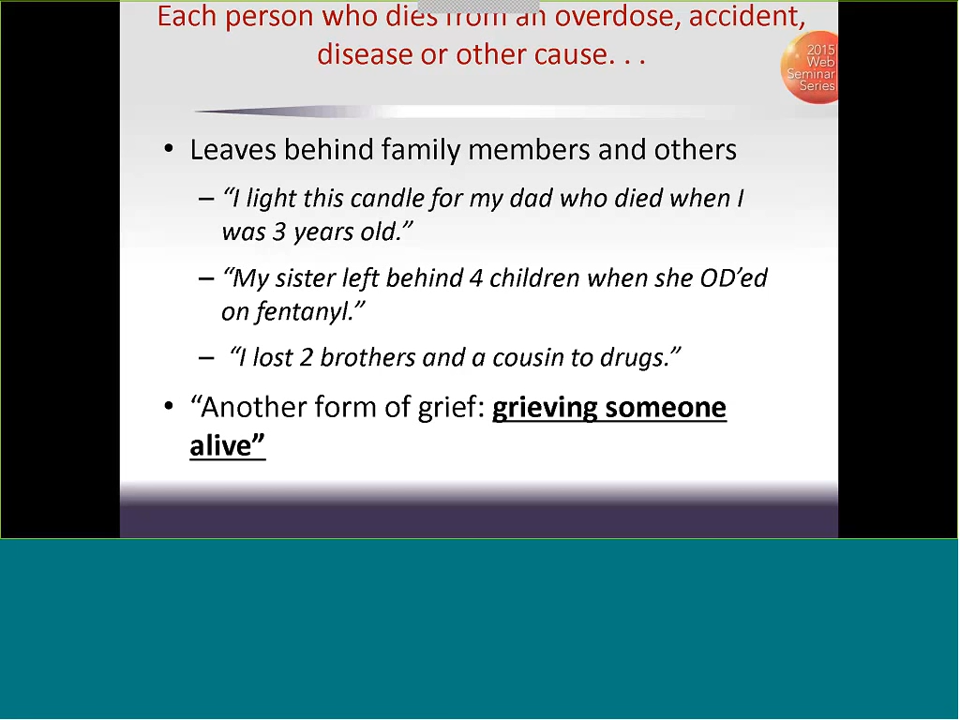 Each person who dies from an overdose, accident,
disease or other cause. . .
2015
Web
Seminar
Series
• Leaves behind family members and others
– “I light this candle for my dad who died when I
was 3 years old.”
– “My sister left behind 4 children when she OD’ed
on fentanyl.”
– “I lost 2 brothers and a cousin to drugs.”
• “Another form of grief: grieving someone
alive”